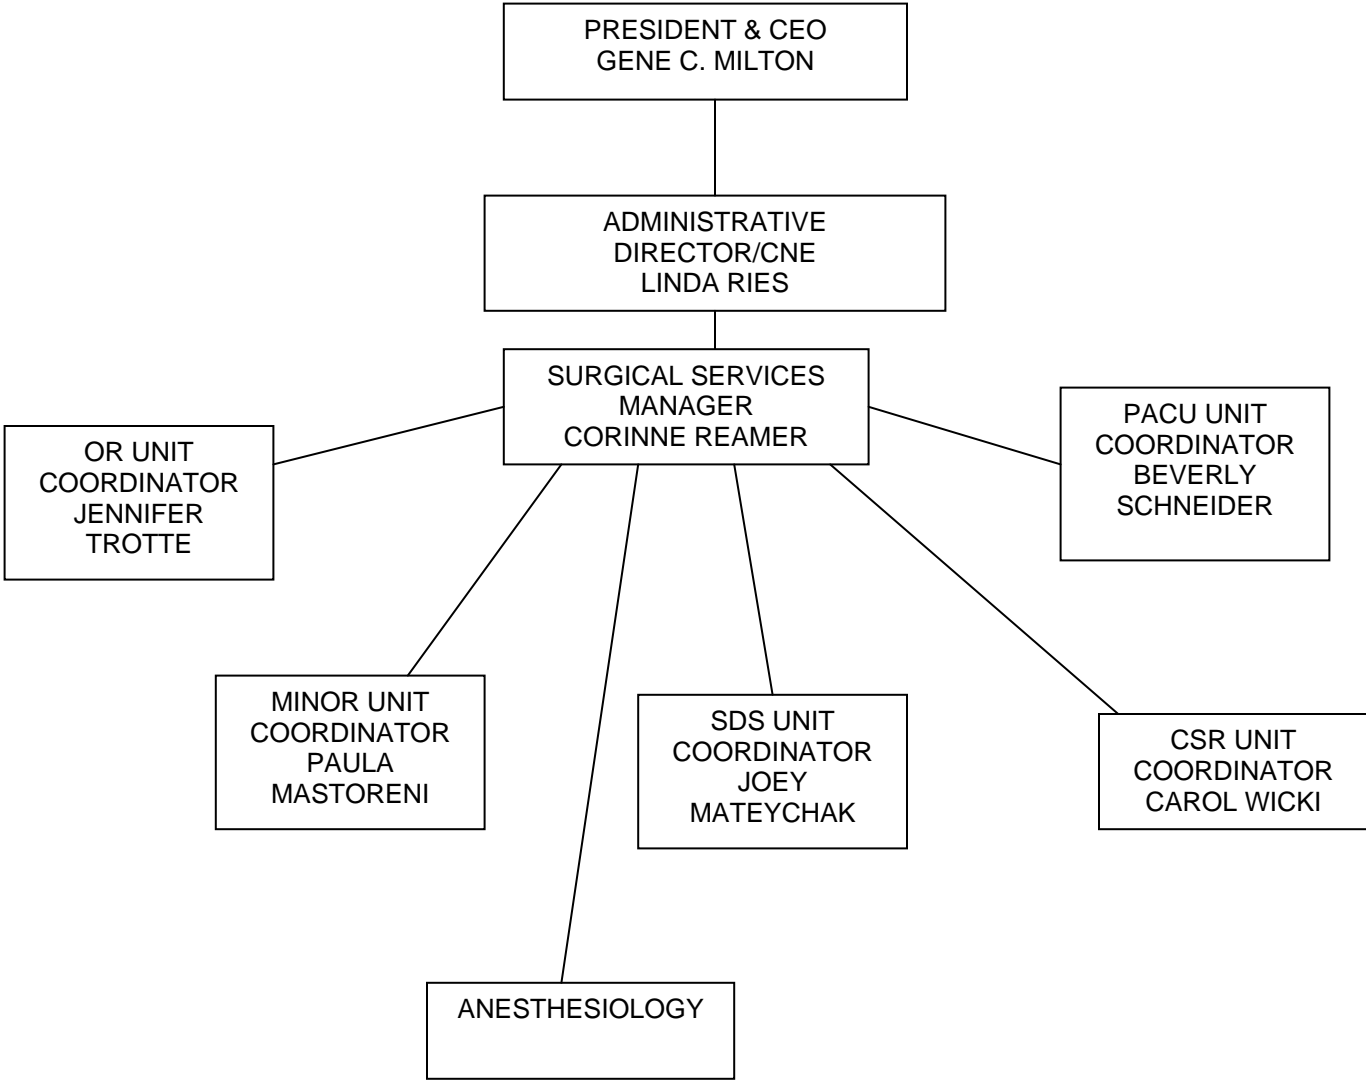 PRESIDENT & CEO
GENE C. MILTON
ADMINISTRATIVE
DIRECTOR/CNE
LINDA RIES
SURGICAL SERVICES
MANAGER
CORINNE REAMER
OR UNIT
COORDINATOR
JENNIFER
TROTTE
PACU UNIT
COORDINATOR
BEVERLY
SCHNEIDER
MINOR UNIT
COORDINATOR
PAULA
MASTORENI
SDS UNIT
COORDINATOR
JOEY
MATEYCHAK
CSR UNIT
COORDINATOR
CAROL WICKI
ANESTHESIOLOGY